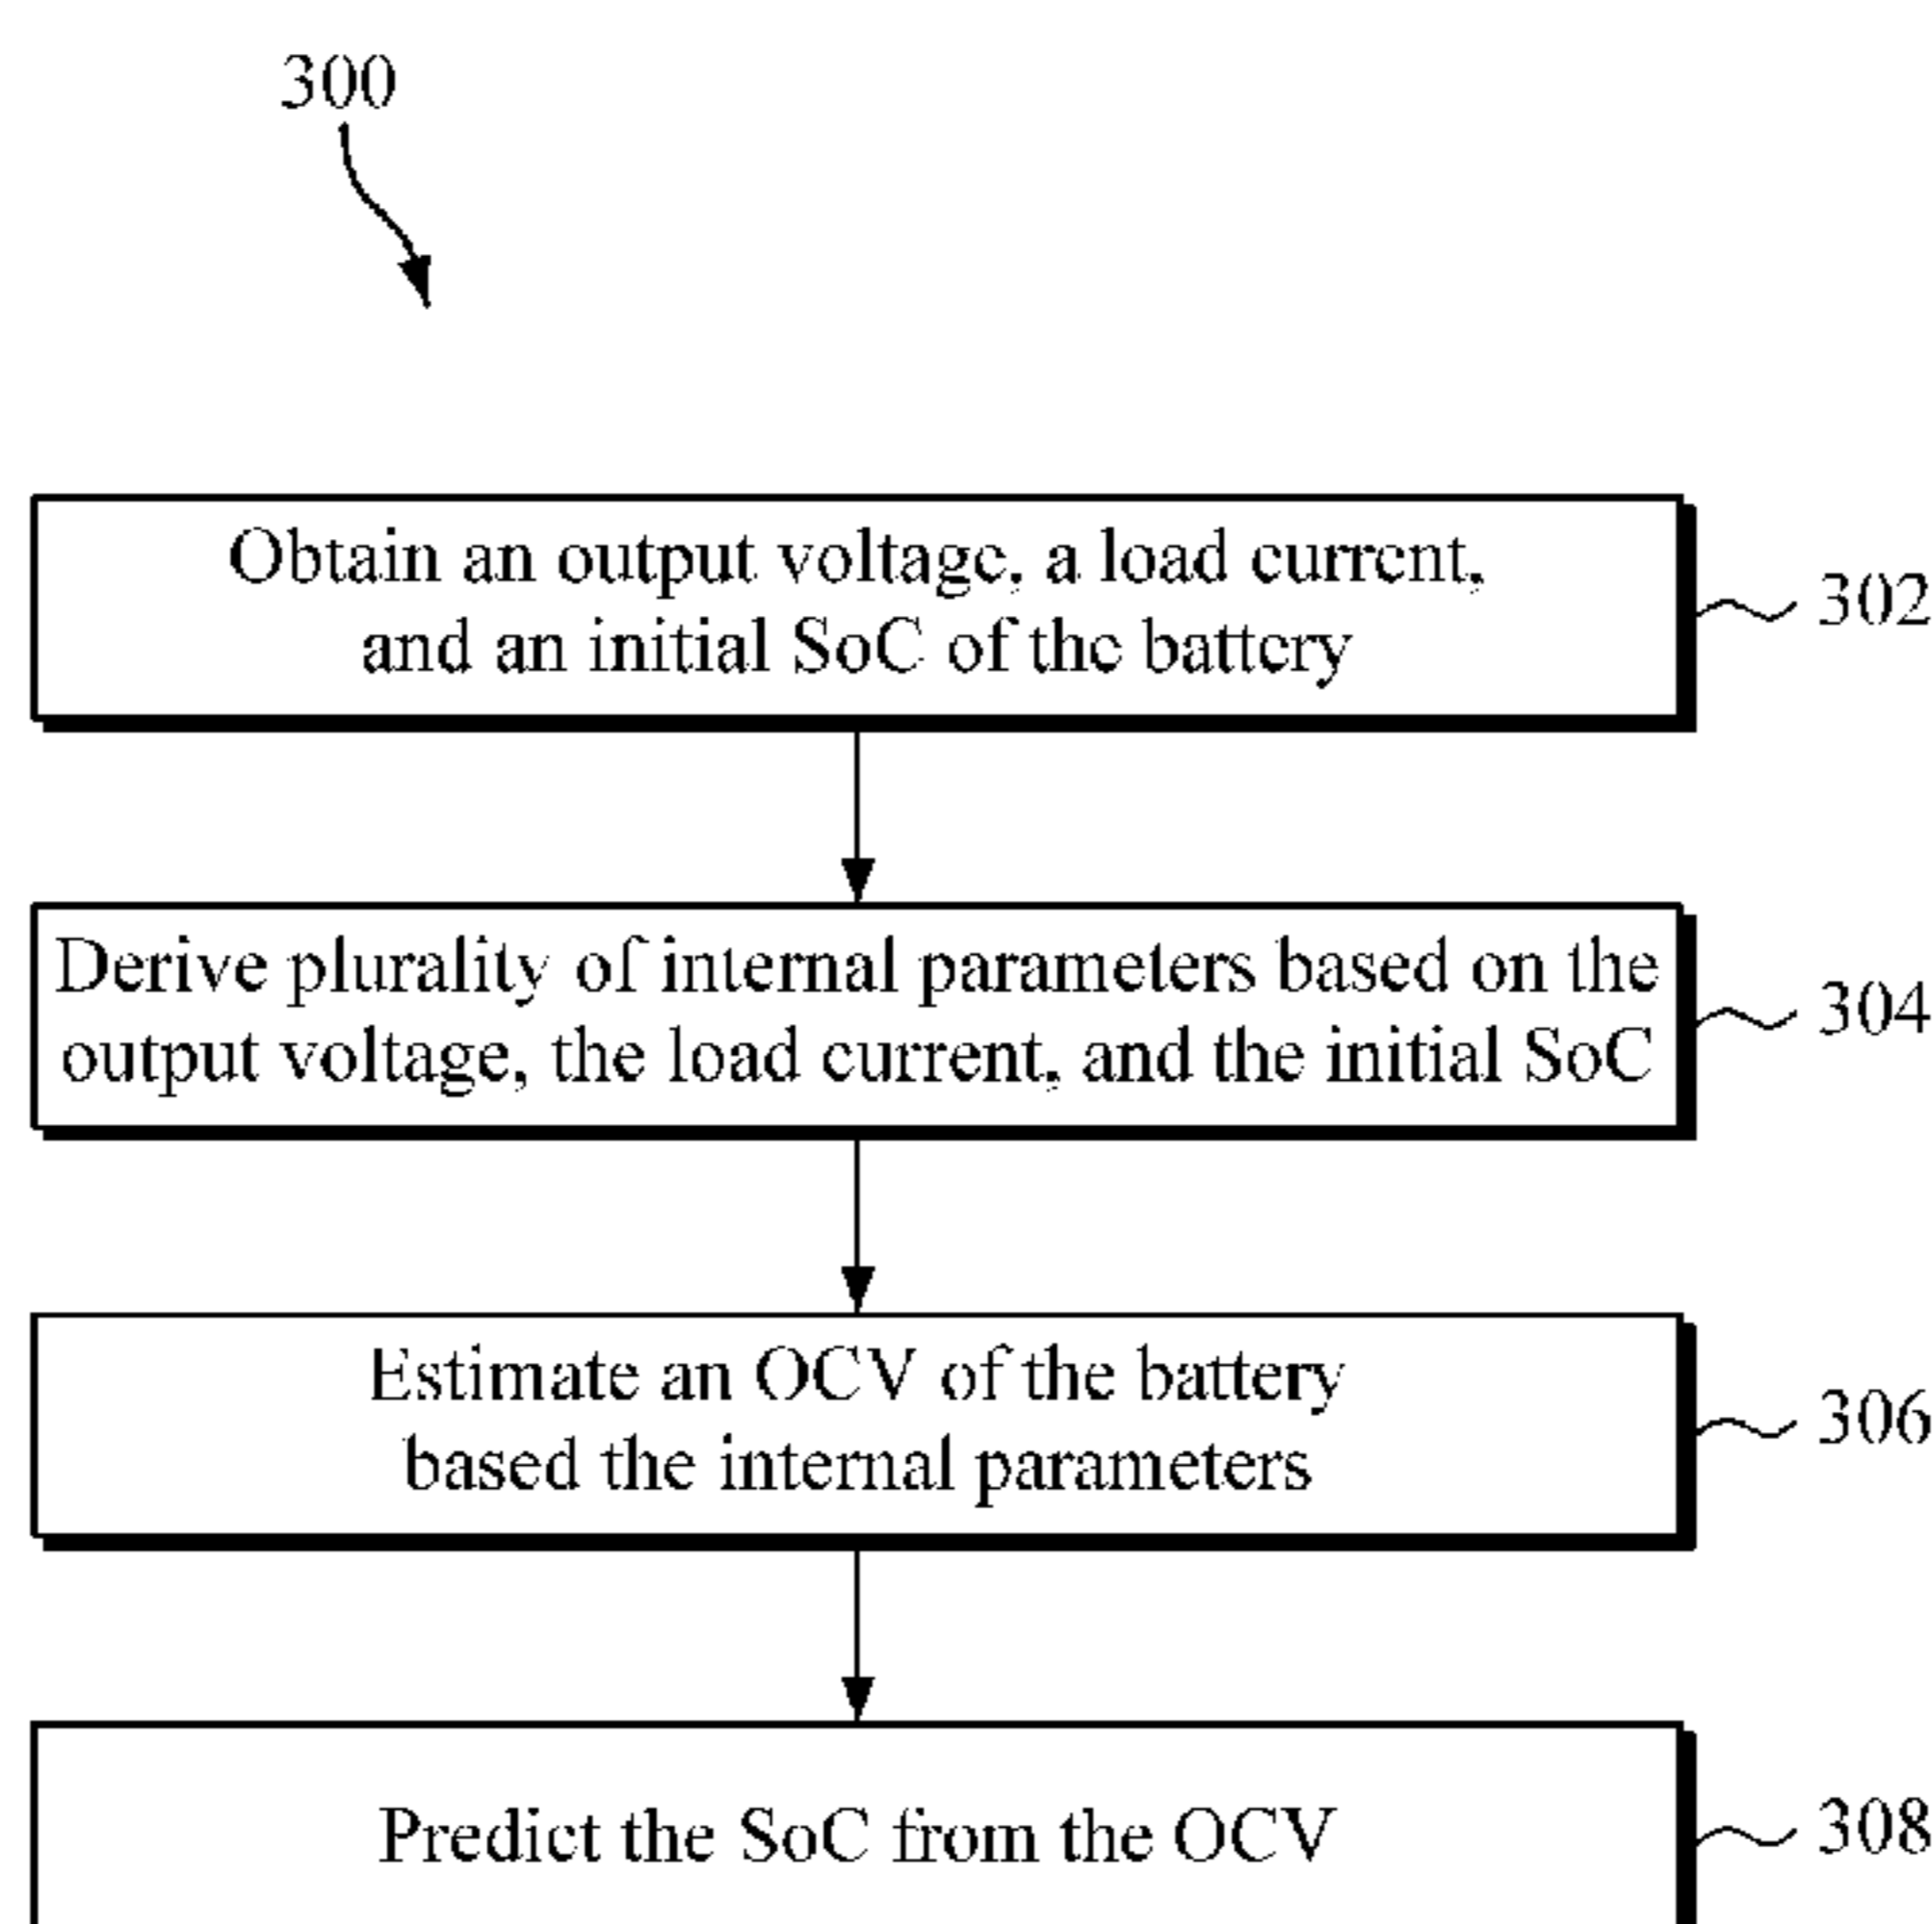 300
Obtain an output voltage, a load current,
and an initial SoC of the battery
302
Derive plurality of internal parameters based on the
output voltage, the load current, and the initial SoC
304
Estimate an OCV of the battery
based the internal parameters
306
Predict the SoC from the OCV
308